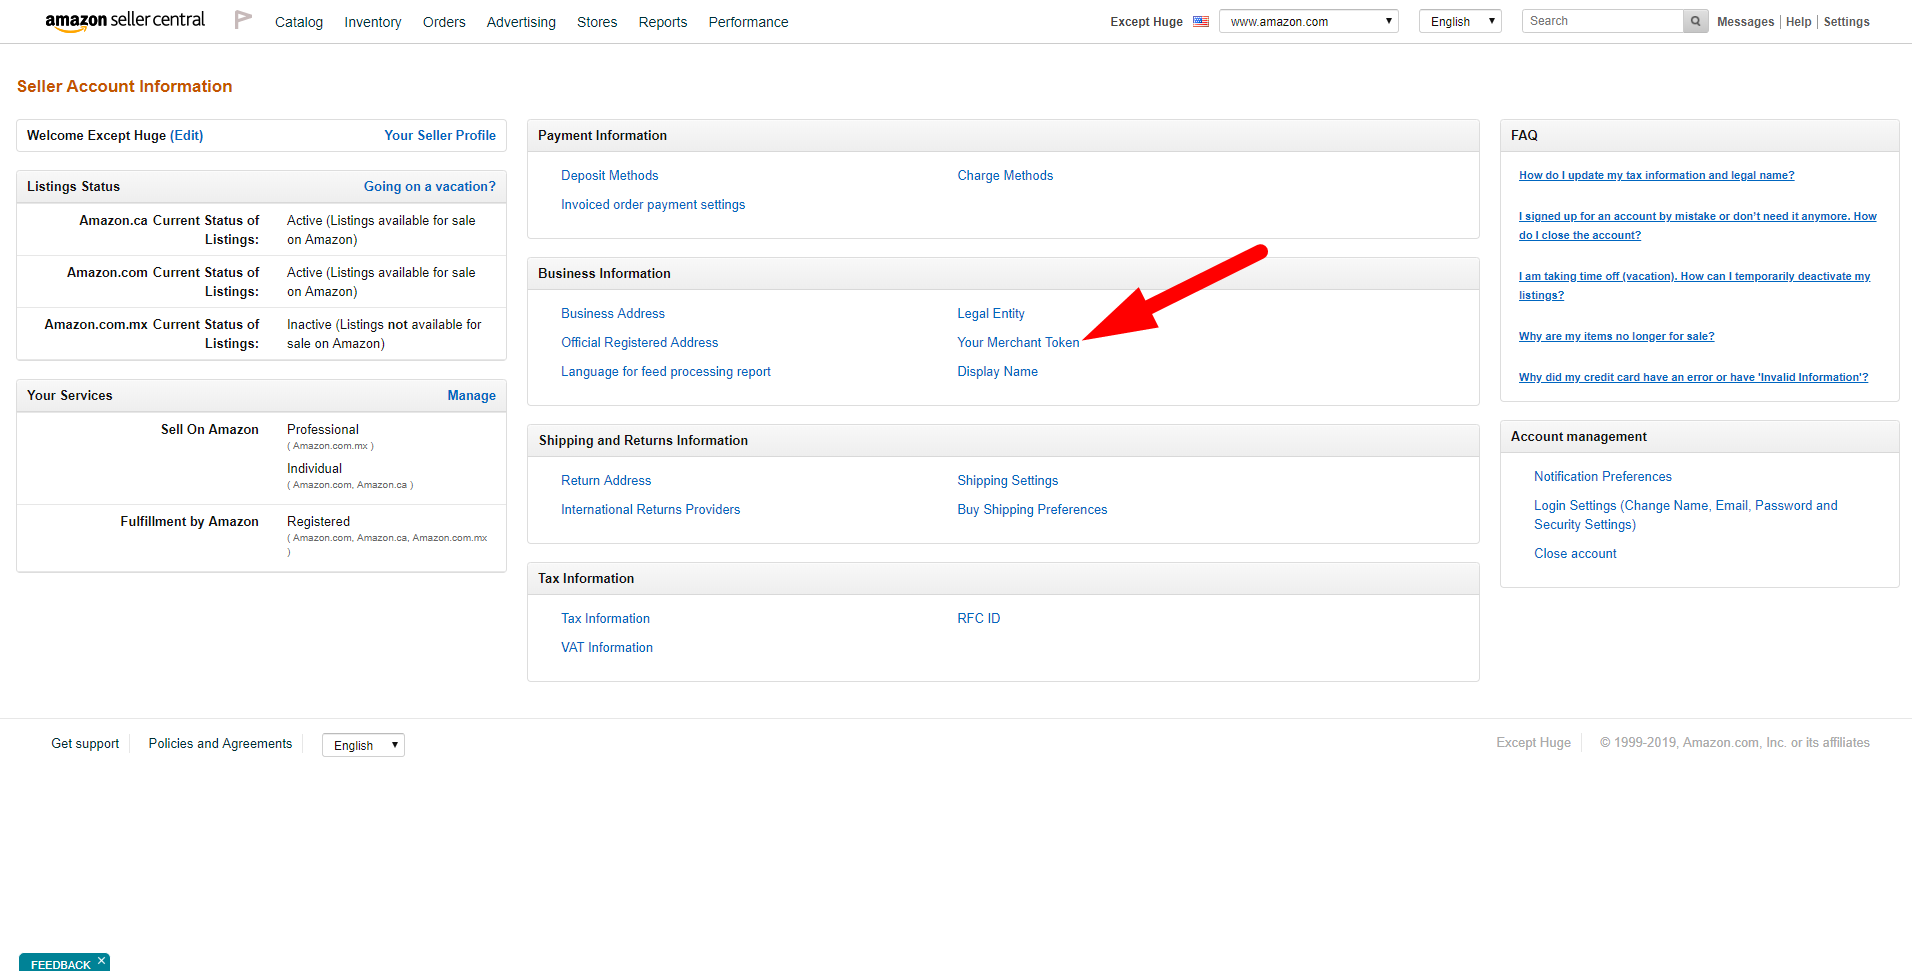 amazon seller central
Catalog Inventory Orders Advertising Stores Reports Performance
Except Huge www.amazon.com English Search Messages Help Settings
Seller Account Information
Welcome Except Huge (Edit) Your Seller Profile
Listings Status Going on a vacation?
Amazon.ca Current Status of Listings: Active (Listings available for sale on Amazon)
Amazon.com Current Status of Listings: Active (Listings available for sale on Amazon)
Amazon.com.mx Current Status of Listings: Inactive (Listings not available for sale on Amazon)
Your Services Manage
Sell On Amazon Professional
( Amazon.com.mx )
Individual
( Amazon.com, Amazon.ca )
Fulfillment by Amazon Registered
( Amazon.com, Amazon.ca, Amazon.com.mx
)
Payment Information
Deposit Methods Charge Methods
Invoiced order payment settings
Business Information
Business Address Legal Entity
Official Registered Address Your Merchant Token
Language for feed processing report Display Name
Shipping and Returns Information
Return Address Shipping Settings
International Returns Providers Buy Shipping Preferences
Tax Information
Tax Information RFC ID
VAT Information
FAQ
How do I update my tax information and legal name?
I signed up for an account by mistake or don’t need it anymore. How
do I close the account?
I am taking time off (vacation). How can I temporarily deactivate my
listings?
Why are my items no longer for sale?
Why did my credit card have an error or have 'Invalid Information'?
Account management
Notification Preferences
Login Settings (Change Name, Email, Password and
Security Settings)
Close account
Get support Policies and Agreements English
Except Huge © 1999-2019, Amazon.com, Inc. or its affiliates
FEEDBACK